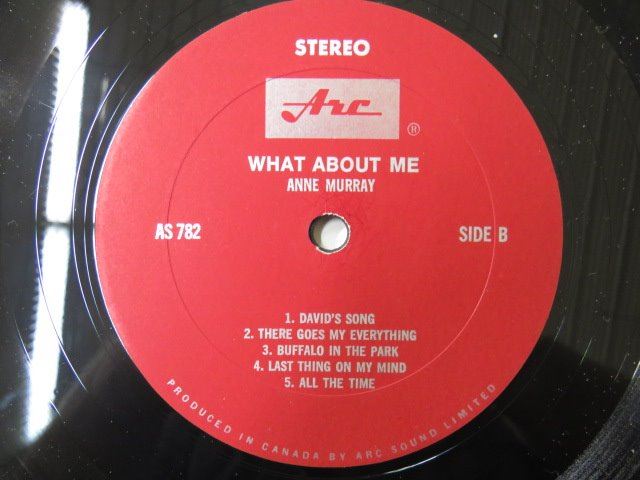 STEREO
Arc ®
WHAT ABOUT ME
ANNE MURRAY
AS 782
SIDE B
1. DAVID'S SONG
2. THERE GOES MY EVERYTHING
3. BUFFALO IN THE PARK
4. LAST THING ON MY MIND
5. ALL THE TIME
PRODUCED IN CANADA BY ARC SOUND LIMITED